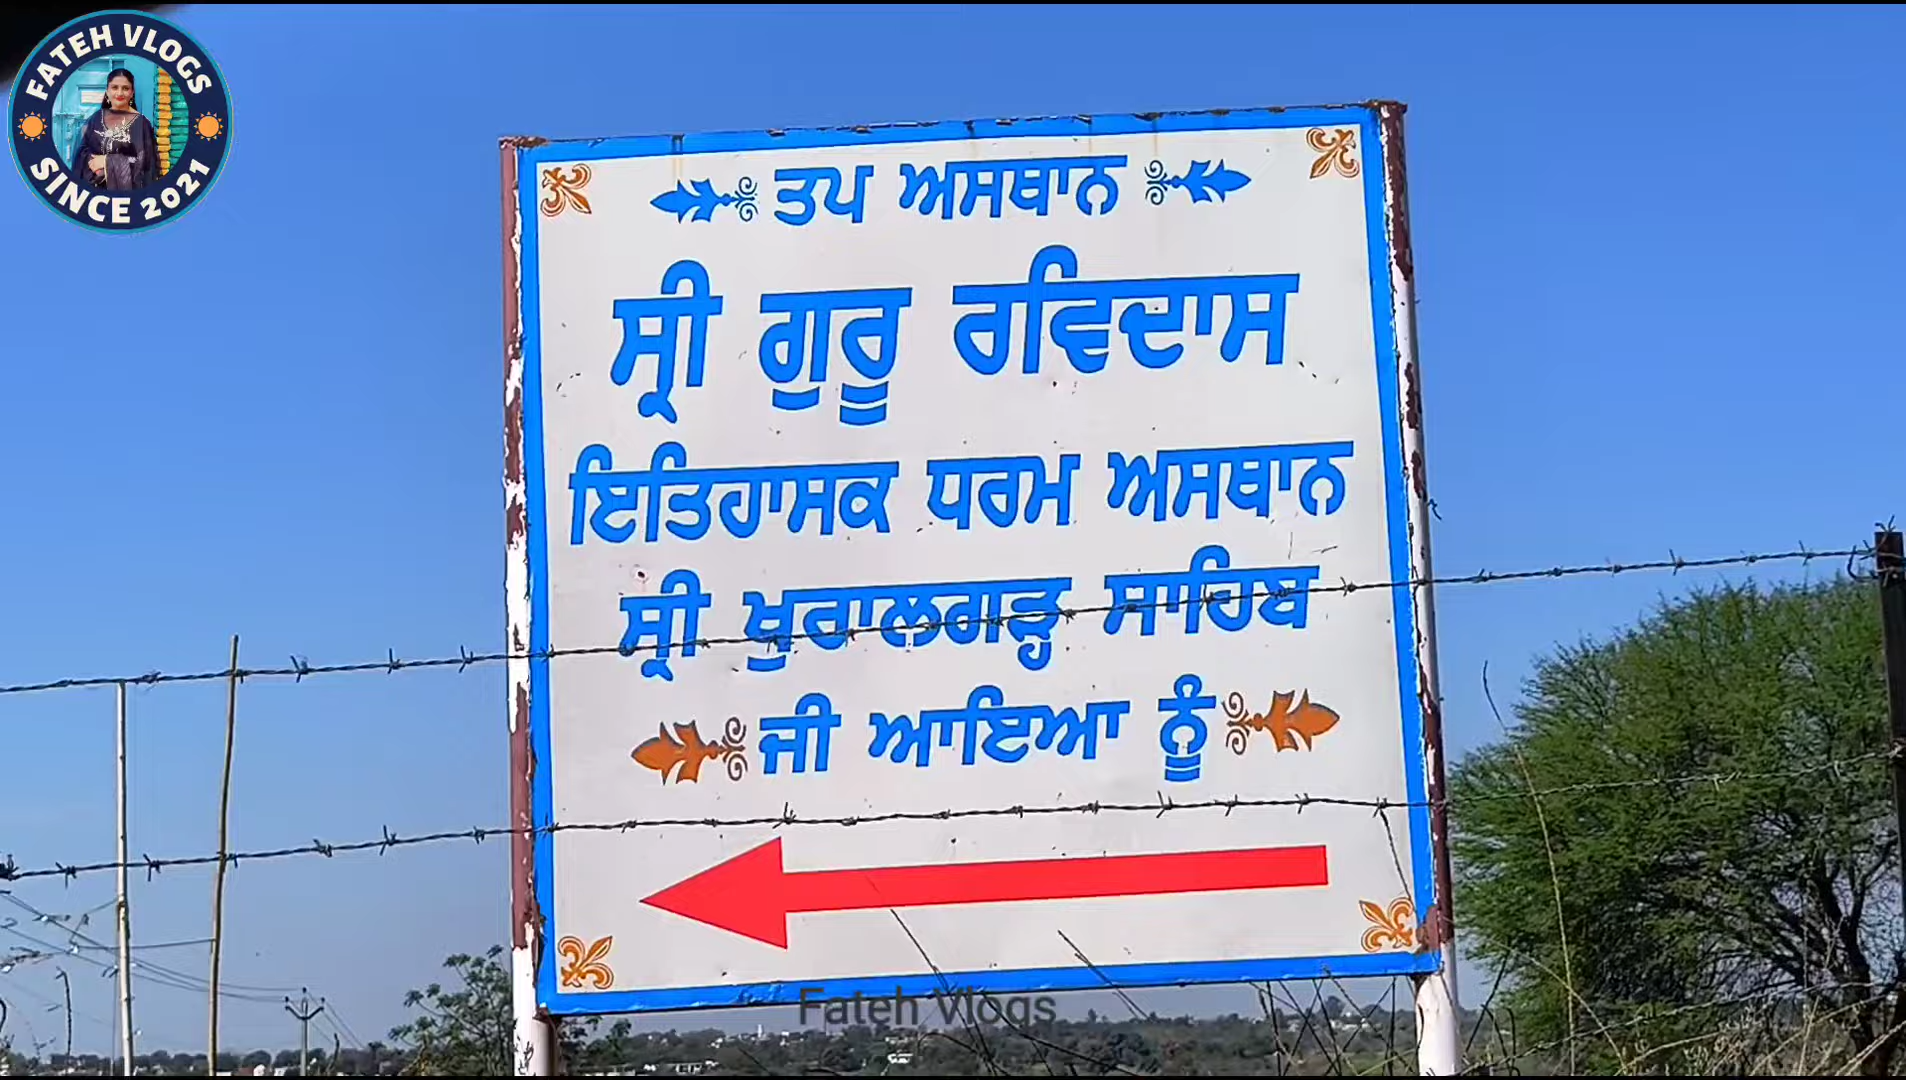 FATEH VLOGS
SINCE 2021
ਤਪ ਅਸਥਾਨ
ਸ੍ਰੀ ਗੁਰੂ ਰਵਿਦਾਸ
ਇਤਿਹਾਸਕ ਧਰਮ ਅਸਥਾਨ
ਸ੍ਰੀ ਖੁਰਾਲਗੜ੍ਹ ਸਾਹਿਬ
ਜੀ ਆਇਆ ਨੂੰ
Fateh Vlogs